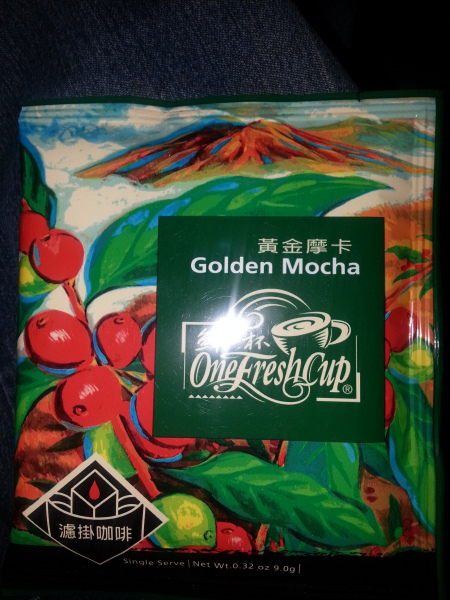 黃金摩卡
Golden Mocha
杯
OneFreshCup®
濾掛咖啡
Single Serve | Net Wt.0.32 oz 9.0g |